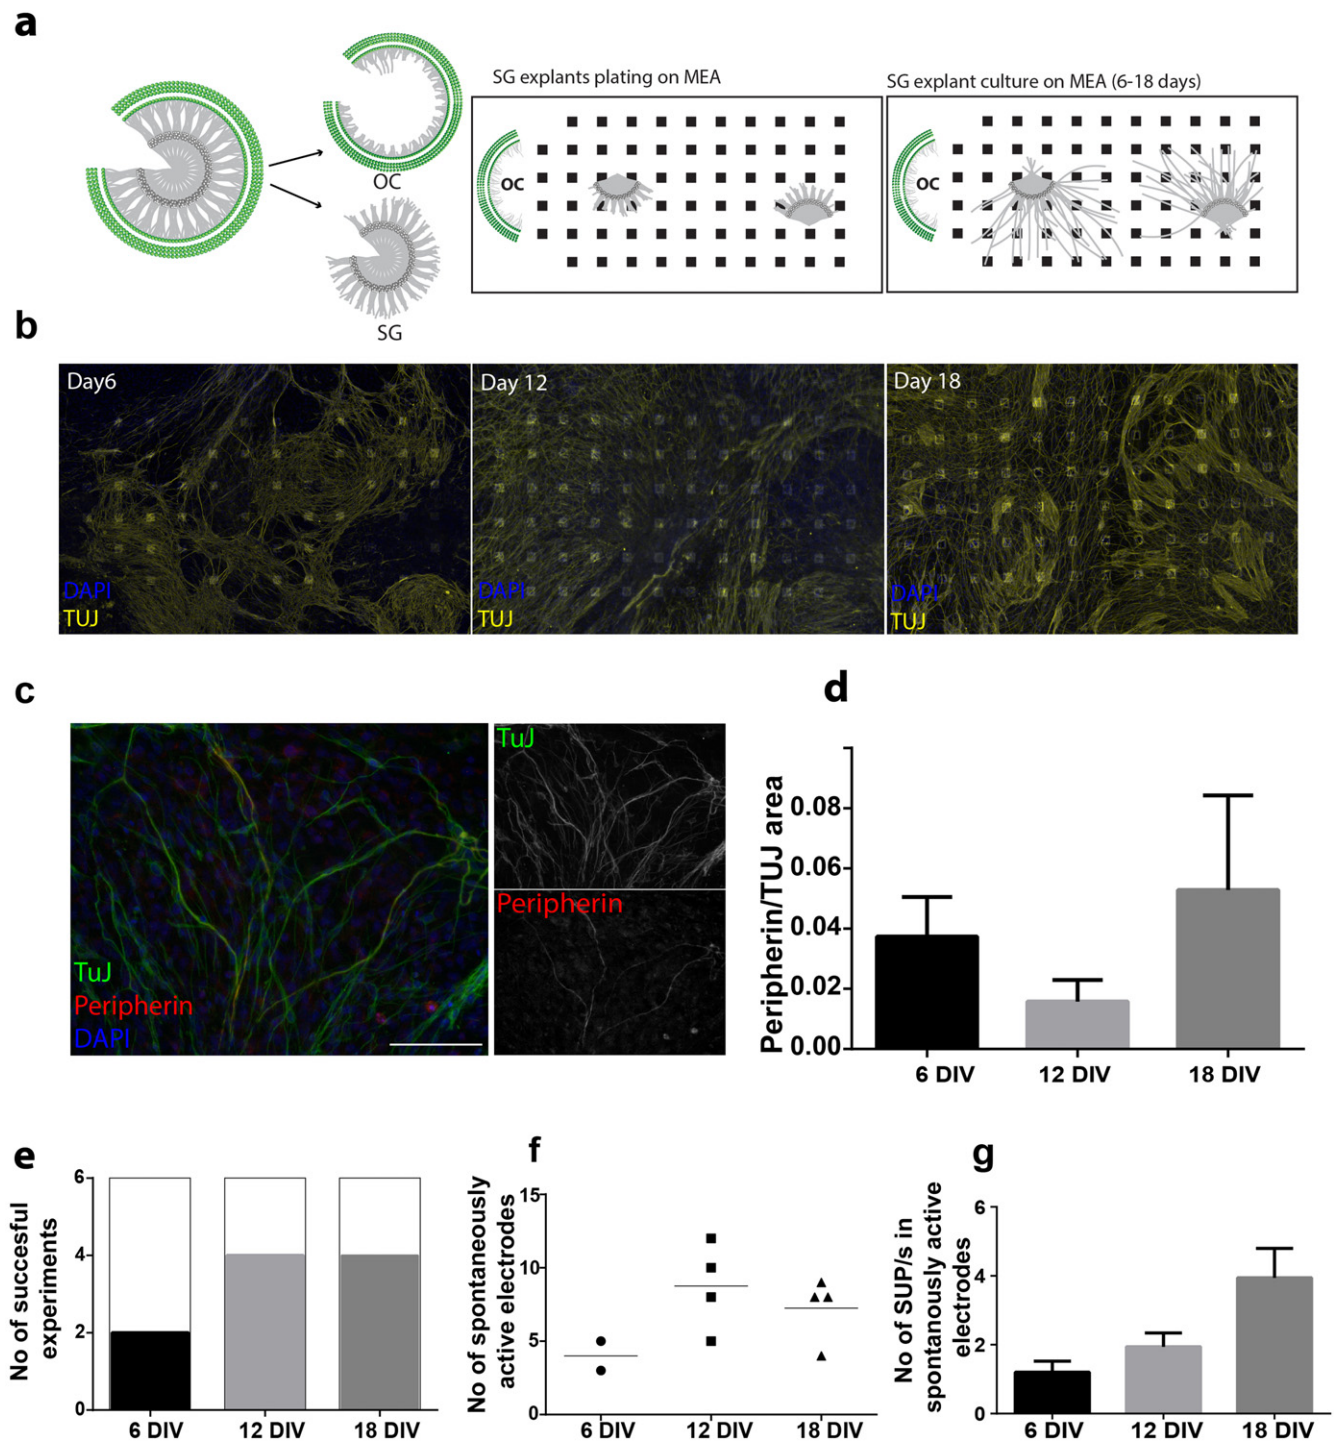 a
SG explants plating on MEA
SG explant culture on MEA (6-18 days)
OC
OC
OC
SG
b
Day6
Day 12
Day 18
DAPI
TUJ
DAPI
TUJ
DAPI
TUJ
c
TuJ
Peripherin
DAPI
TuJ
Peripherin
d
Peripherin/TUJ area
0.08
0.06
0.04
0.02
0.00
6 DIV
12 DIV
18 DIV
e
No of succesful
experiments
6
4
2
0
6 DIV
12 DIV
18 DIV
f
No of spontaneously
active electrodes
15
10
5
0
6 DIV
12 DIV
18 DIV
g
No of SUP/s in
spontanously active
electrodes
6
4
2
0
6 DIV
12 DIV
18 DIV